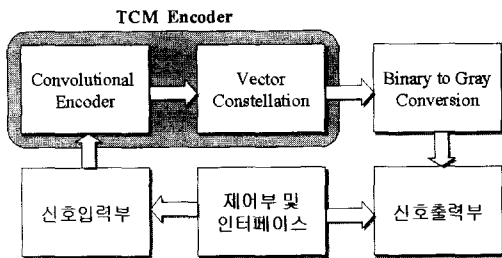 TCM Encoder
Convolutional
Encoder
Vector
Constellation
Binary to Gray
Conversion
신호입력부
제어부 및
인터페이스
신호출력부